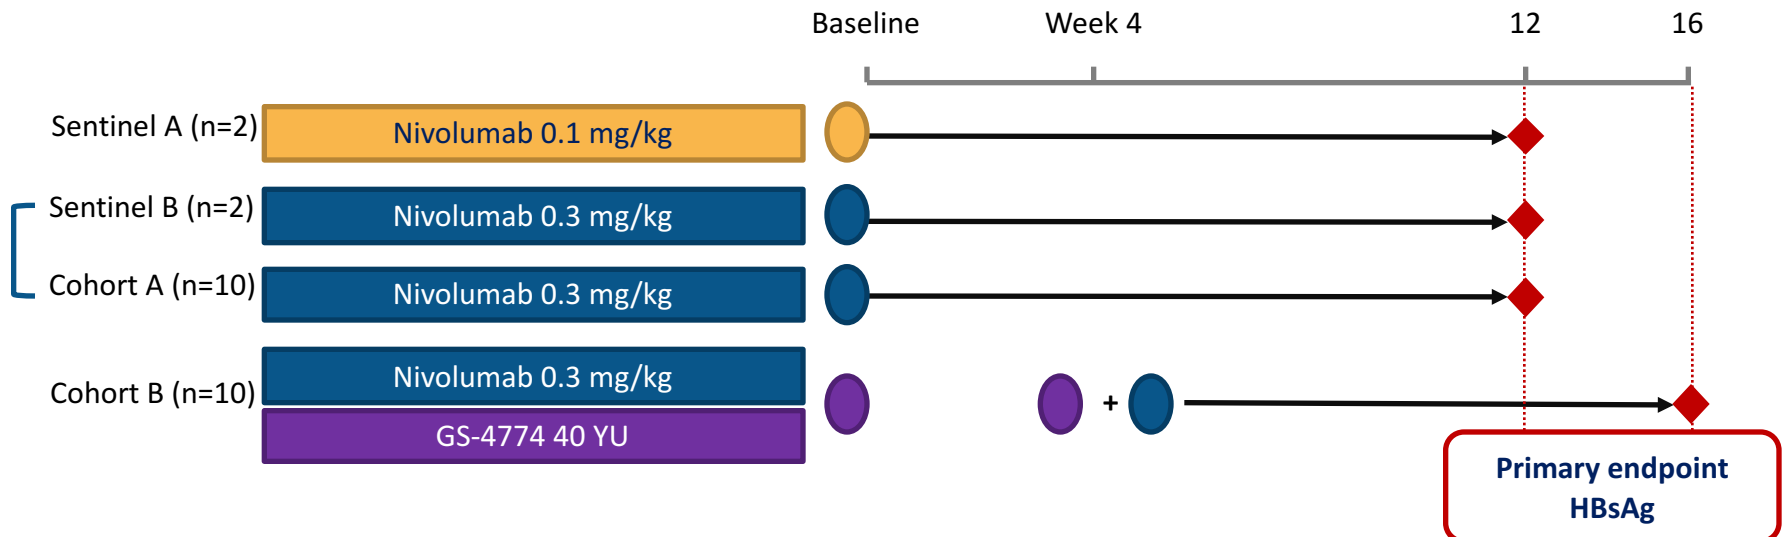 Baseline Week 4 12 16
Sentinel A (n=2) Nivolumab 0.1 mg/kg
Sentinel B (n=2) Nivolumab 0.3 mg/kg
Cohort A (n=10) Nivolumab 0.3 mg/kg
Nivolumab 0.3 mg/kg
Cohort B (n=10) +
GS-4774 40 YU
Primary endpoint
HBsAg